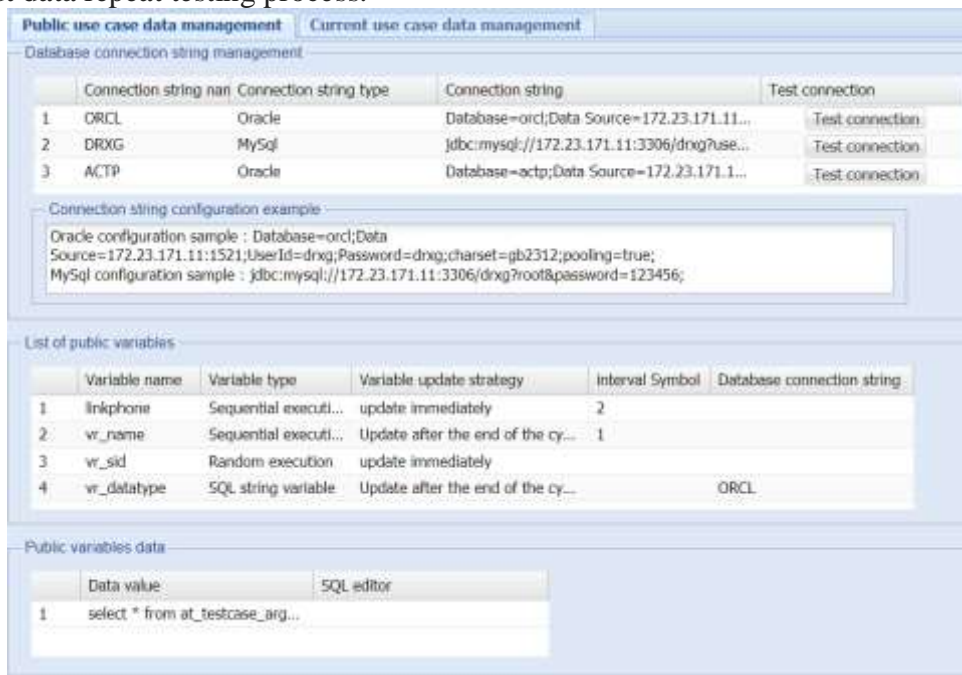 t data repeat testing process.
Public use case data management Current use case data management
Database connection string management
Connection string nan Connection string type Connection string Test connection
1 ORCL Oracle Database=orcl;Data Source=172.23.171.11... Test connection
2 DRXG MySql jdbc:mysql://172.23.171.11:3306/drxg?use... Test connection
3 ACTP Oracle Database=actp;Data Source=172.23.171.1... Test connection
Connection string configuration example
Oracle configuration sample : Database=orcl;Data
Source=172.23.171.11:1521;UserId=drxg;Password=drxg;charset=gb2312;pooling=true;
MySql configuration sample : jdbc:mysql://172.23.171.11:3306/drxg?root&password=123456;
List of public variables
Variable name Variable type Variable update strategy Interval Symbol Database connection string
1 linkphone Sequential executi... update immediately 2
2 vr_name Sequential executi... Update after the end of the cy... 1
3 vr_sid Random execution update immediately
4 vr_datatype SQL string variable Update after the end of the cy... ORCL
Public variables data
Data value SQL editor
1 select * from at_testcase_arg...